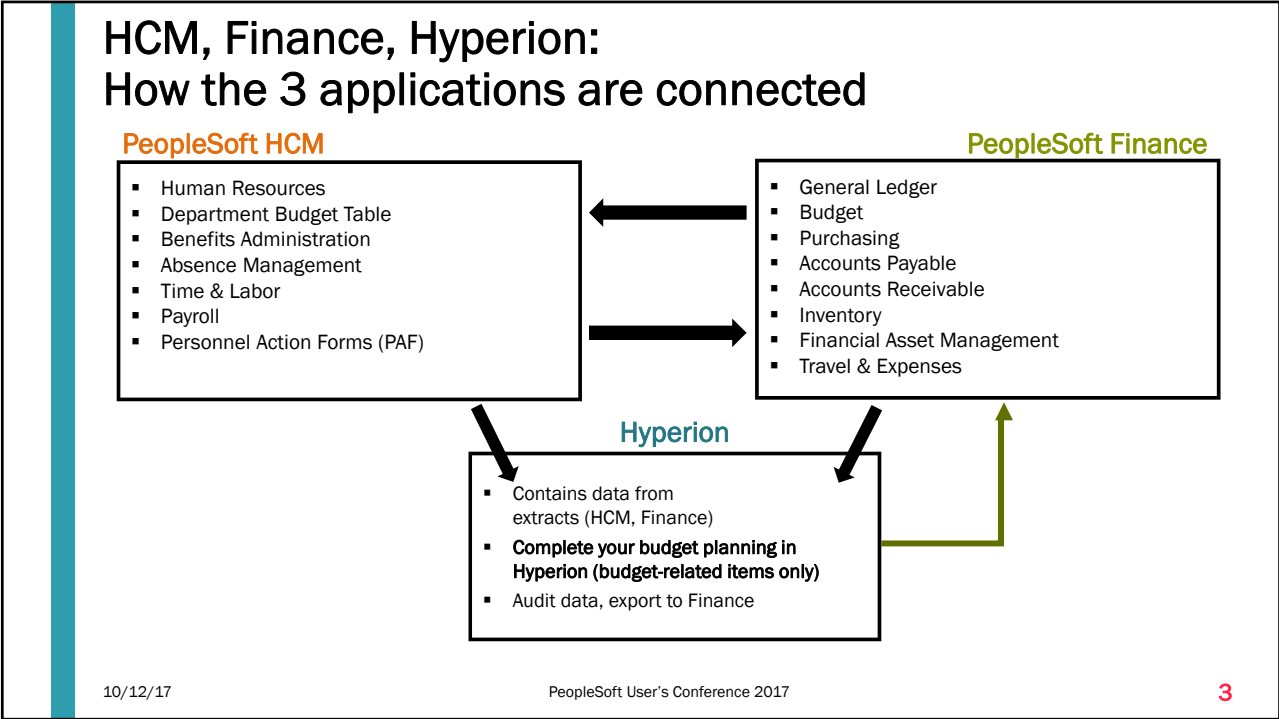 HCM, Finance, Hyperion:
How the 3 applications are connected
PeopleSoft HCM
▪ Human Resources
▪ Department Budget Table
▪ Benefits Administration
▪ Absence Management
▪ Time & Labor
▪ Payroll
▪ Personnel Action Forms (PAF)
PeopleSoft Finance
▪ General Ledger
▪ Budget
▪ Purchasing
▪ Accounts Payable
▪ Accounts Receivable
▪ Inventory
▪ Financial Asset Management
▪ Travel & Expenses
Hyperion
▪ Contains data from
extracts (HCM, Finance)
▪ Complete your budget planning in
Hyperion (budget-related items only)
▪ Audit data, export to Finance
10/12/17
PeopleSoft User’s Conference 2017
3